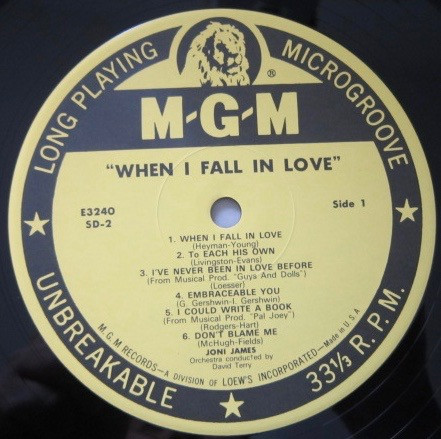 LONG PLAYING MICROGROOVE
®
M-G-M
"WHEN I FALL IN LOVE"
E3240
SD-2
Side 1
1. WHEN I FALL IN LOVE
(Heyman-Young)
2. To EACH HIS OWN
(Livingston-Evans)
3. I'VE NEVER BEEN IN LOVE BEFORE
(From Musical Prod. "Guys And Dolls")
(Loesser)
4. EMBRACEABLE YOU
(G. Gershwin-I. Gershwin)
5. I COULD WRITE A BOOK
(From Musical Prod. "Pal Joey")
(Rodgers-Hart)
6. DON'T BLAME ME
(McHugh-Fields)
JONI JAMES
Orchestra conducted by
David Terry
M.G.M RECORDS—A DIVISION OF LOEW'S INCORPORATED—Made in U.S.A
UNBREAKABLE 33⅓ R.P.M.